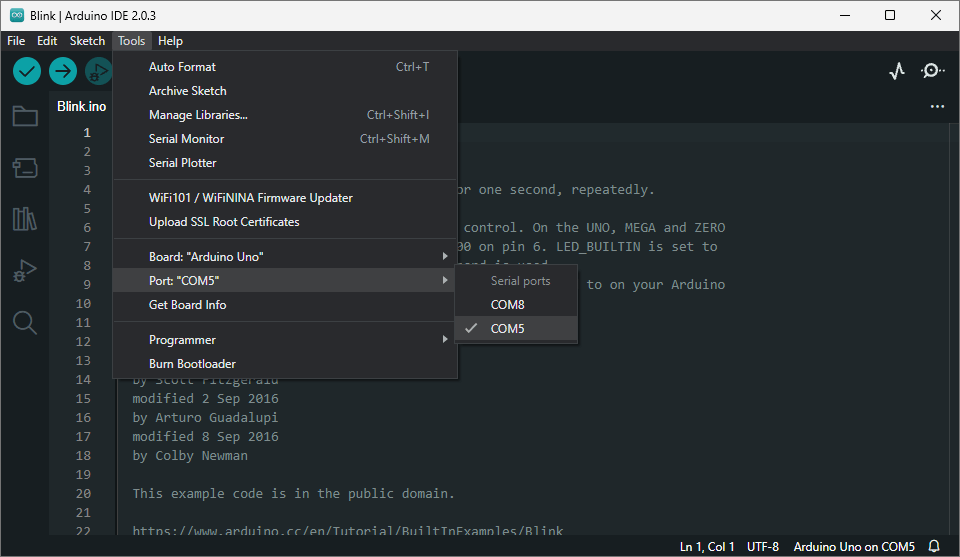 Blink | Arduino IDE 2.0.3
File Edit Sketch Tools Help
Auto Format Ctrl+T
Archive Sketch
Manage Libraries... Ctrl+Shift+I
Serial Monitor Ctrl+Shift+M
Serial Plotter
WiFi101 / WiFiNINA Firmware Updater
Upload SSL Root Certificates
Board: "Arduino Uno"
Port: "COM5"
Get Board Info
Programmer
Burn Bootloader
Serial ports
COM8
COM5
Blink.ino
...
1
2
3
4 or one second, repeatedly.
5
6 control. On the UNO, MEGA and ZERO
7 00 on pin 6. LED_BUILTIN is set to
8 is used
9 to on your Arduino
10
11
12
13
14 by Scott Fitzgerald
15 modified 2 Sep 2016
16 by Arturo Guadalupi
17 modified 8 Sep 2016
18 by Colby Newman
19
20 This example code is in the public domain.
21
22 https://www.arduino.cc/en/Tutorial/BuiltInExamples/Blink
Ln 1, Col 1 UTF-8 Arduino Uno on COM5